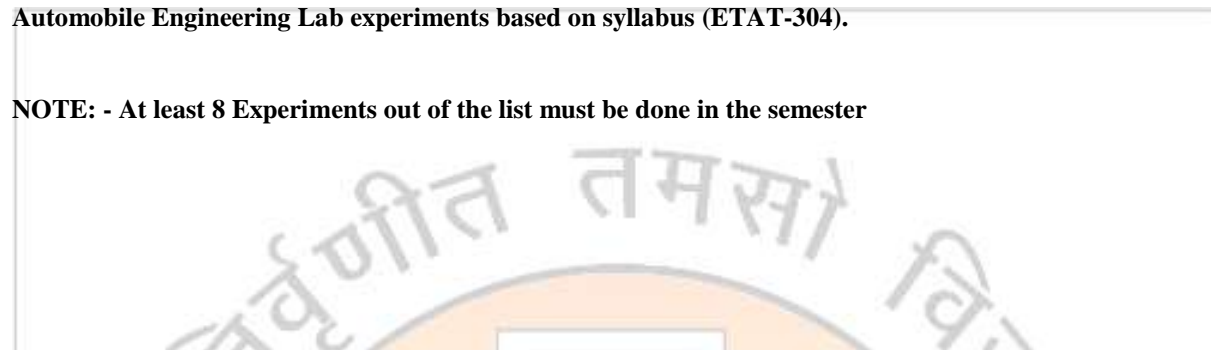 Automobile Engineering Lab experiments based on syllabus (ETAT-304).
NOTE: - At least 8 Experiments out of the list must be done in the semester
तमसो